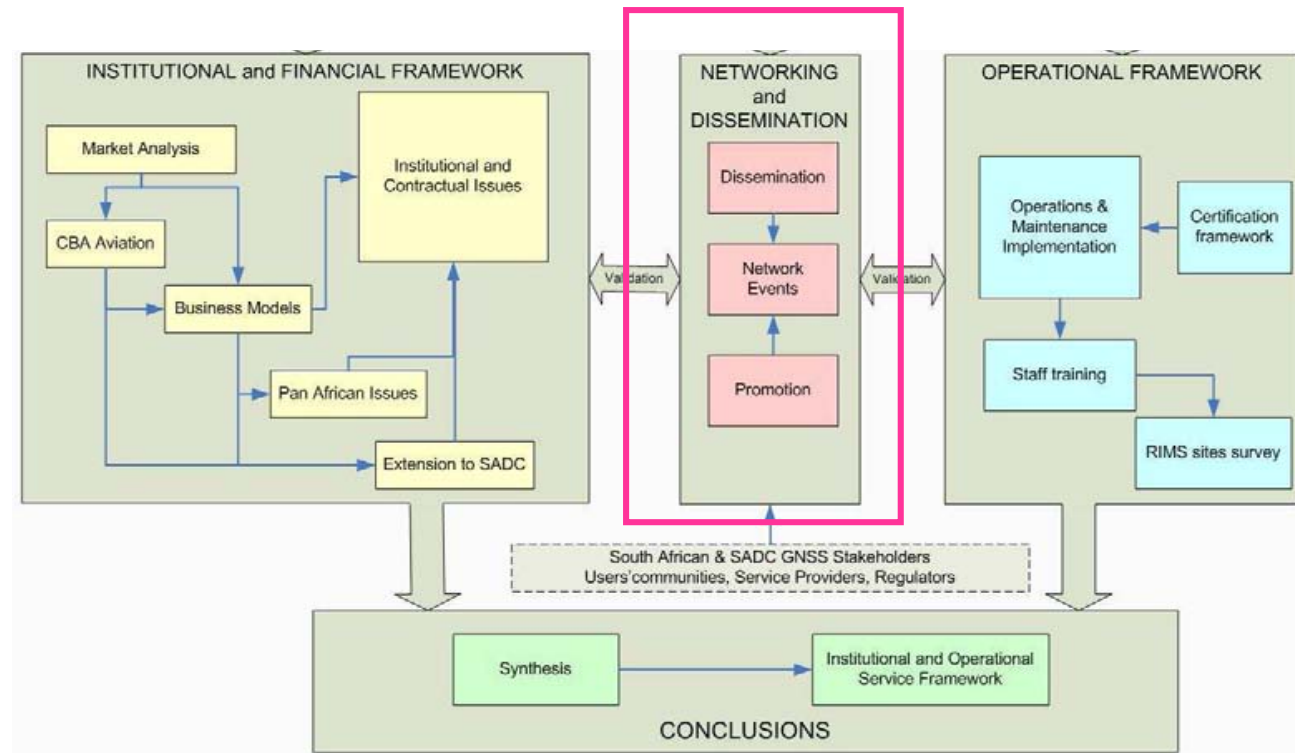 INSTITUTIONAL and FINANCIAL FRAMEWORK
Market Analysis
CBA Aviation
Business Models
Institutional and
Contractual Issues
Pan African Issues
Extension to SADC
Validation
NETWORKING
and
DISSEMINATION
Dissemination
Network
Events
Promotion
Validation
OPERATIONAL FRAMEWORK
Operations &
Maintenance
Implementation
Certification
framework
Staff training
RIMS sites survey
South African & SADC GNSS Stakeholders
Users'communities, Service Providers, Regulators
Synthesis
Institutional and Operational
Service Framework
CONCLUSIONS